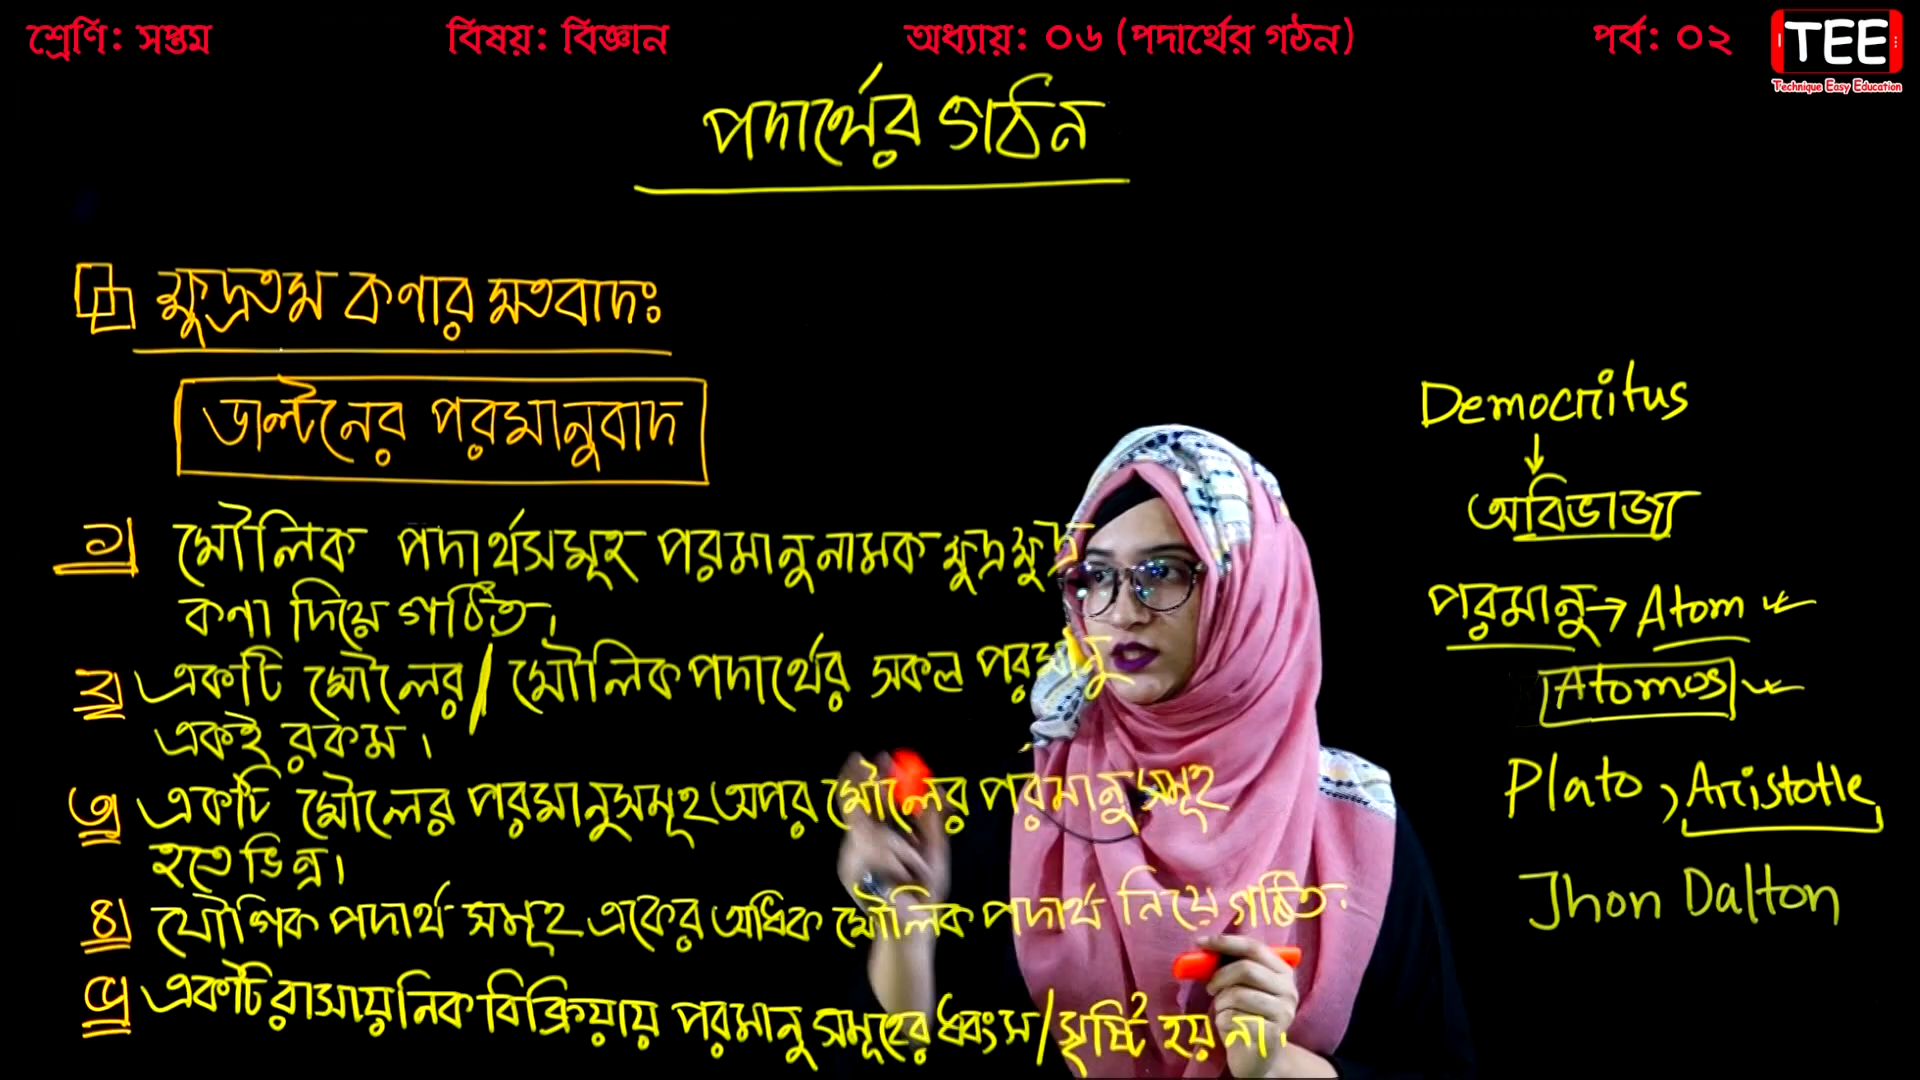 শ্রেণি: সপ্তম
বিষয়: বিজ্ঞান
অধ্যায়: ০৬ (পদার্থের গঠন)
পর্ব: ০২
TEE
Technique Easy Education
পদার্থের গঠন
ক্ষুদ্রতম কণার মতবাদঃ
ডাল্টনের পরমানুবাদ
১। মৌলিক পদার্থসমূহ পরমানু নামক ক্ষুদ্র ক্ষুদ্র
কণা দিয়ে গঠিত।
২। একটি মৌলের/মৌলিক পদার্থের সকল পরমানু
একই রকম।
৩। একটি মৌলের পরমানুসমূহ অপর মৌলের পরমানুসমূহ
হতে ভিন্ন।
৪। যৌগিক পদার্থ সমূহ একের অধিক মৌলিক পদার্থ নিয়ে গঠিত।
৫। একটি রাসায়নিক বিক্রিয়ায় পরমানু সমূহের ধ্বংস/সৃষ্টি হয় না।
Democritus
↓
অবিভাজ্য
পরমানু→ Atom
Atomos
Plato, Aristotle
Jhon Dalton